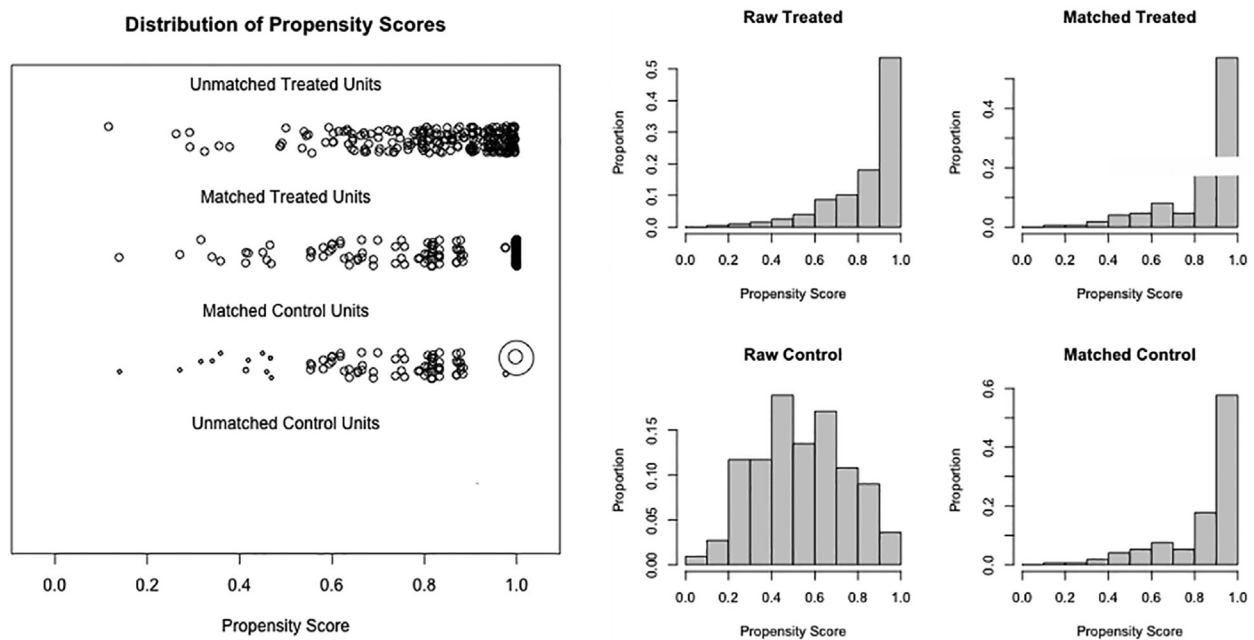 Distribution of Propensity Scores
Unmatched Treated Units
Matched Treated Units
Matched Control Units
Unmatched Control Units
0.0 0.2 0.4 0.6 0.8 1.0
Propensity Score
Raw Treated
Proportion
0.0 0.1 0.2 0.3 0.4 0.5
0.0 0.2 0.4 0.6 0.8 1.0
Propensity Score
Matched Treated
Proportion
0.0 0.2 0.4
0.0 0.2 0.4 0.6 0.8 1.0
Propensity Score
Raw Control
Proportion
0.00 0.05 0.10 0.15
0.0 0.2 0.4 0.6 0.8 1.0
Propensity Score
Matched Control
Proportion
0.0 0.2 0.4 0.6
0.0 0.2 0.4 0.6 0.8 1.0
Propensity Score